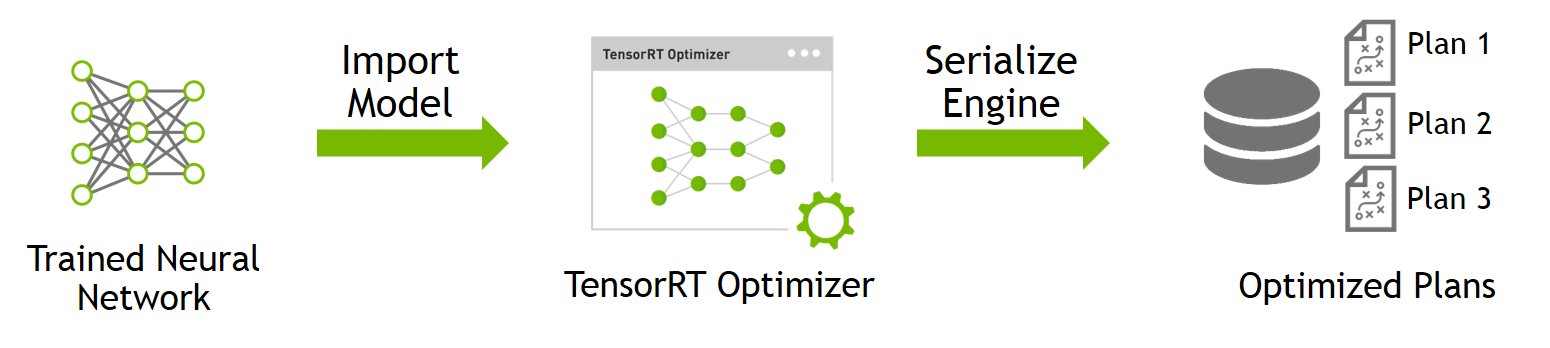 Import
Model
TensorRT Optimizer
Serialize
Engine
Plan 1
Plan 2
Plan 3
Trained Neural
Network
TensorRT Optimizer
Optimized Plans